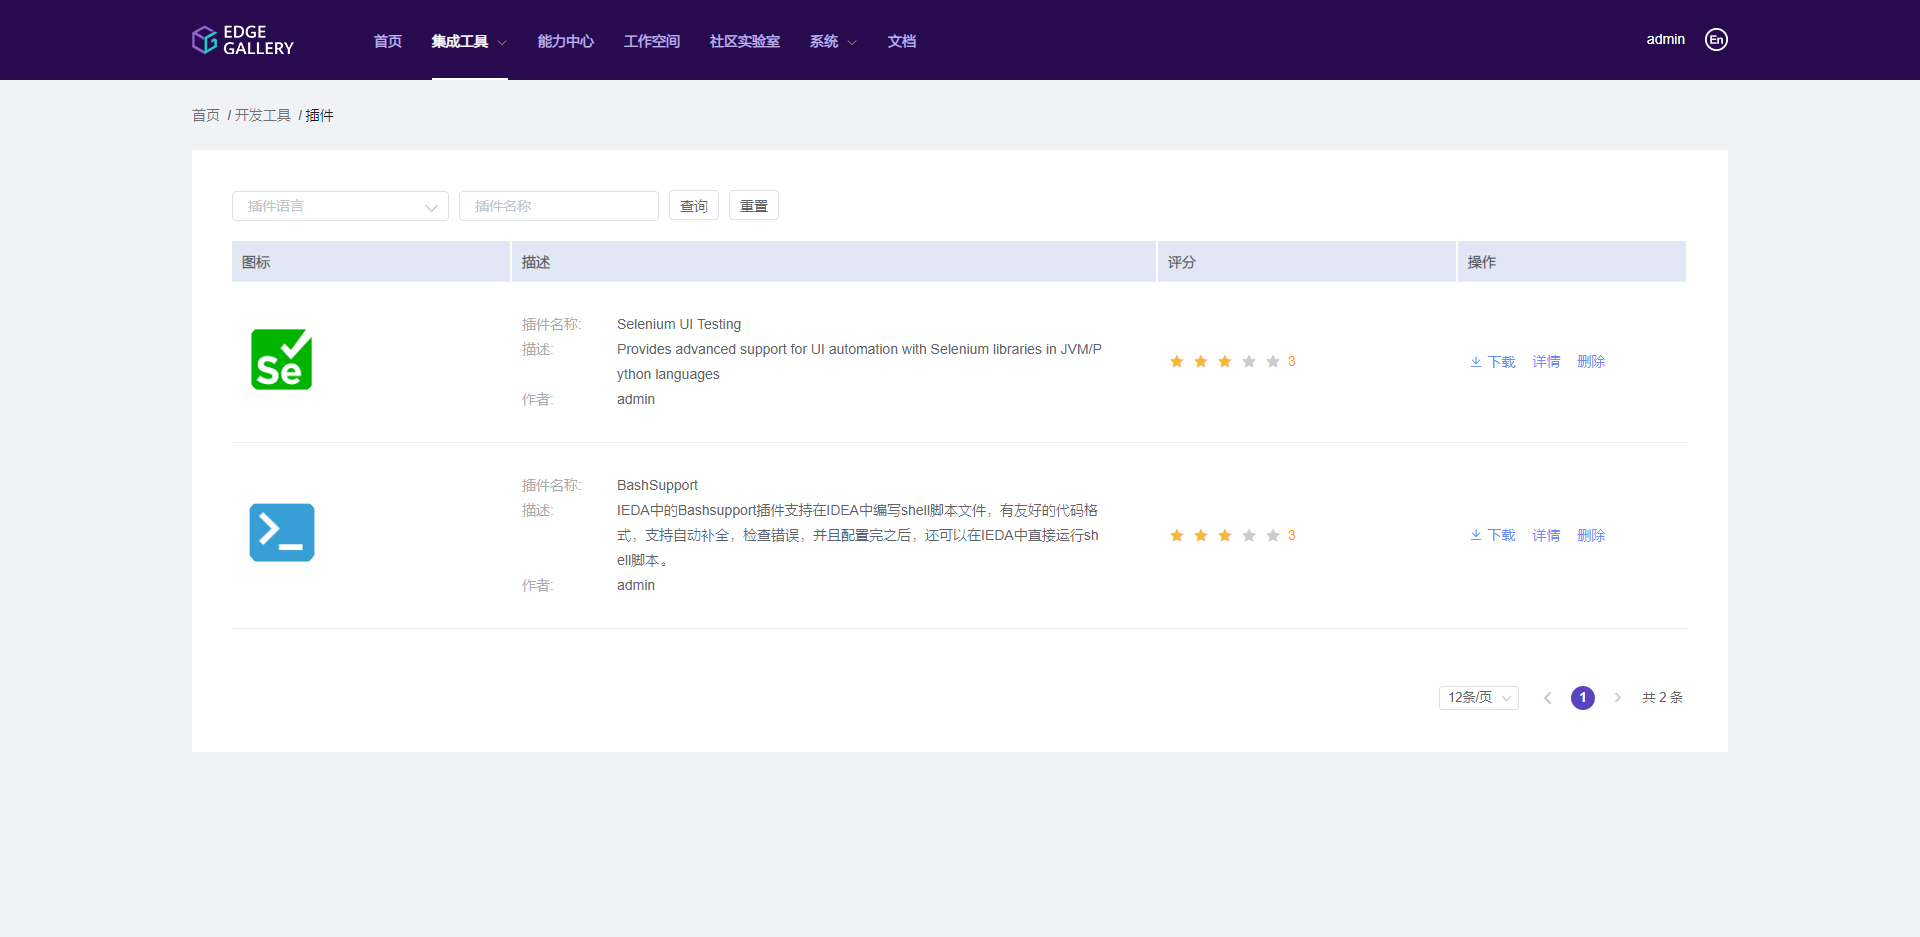 EDGE
GALLERY
首页 集成工具 能力中心 工作空间 社区实验室 系统 文档
admin En
首页 / 开发工具 / 插件
插件语言 插件名称 查询 重置
图标 描述 评分 操作
插件名称: Selenium UI Testing
描述: Provides advanced support for UI automation with Selenium libraries in JVM/P
ython languages
作者: admin
Se
3
下载 详情 删除
插件名称: BashSupport
描述: IEDA中的Bashsupport插件支持在IDEA中编写shell脚本文件，有友好的代码格
式，支持自动补全，检查错误，并且配置完之后，还可以在IEDA中直接运行sh
ell脚本。
作者: admin
3
下载 详情 删除
12条/页 1 共 2 条